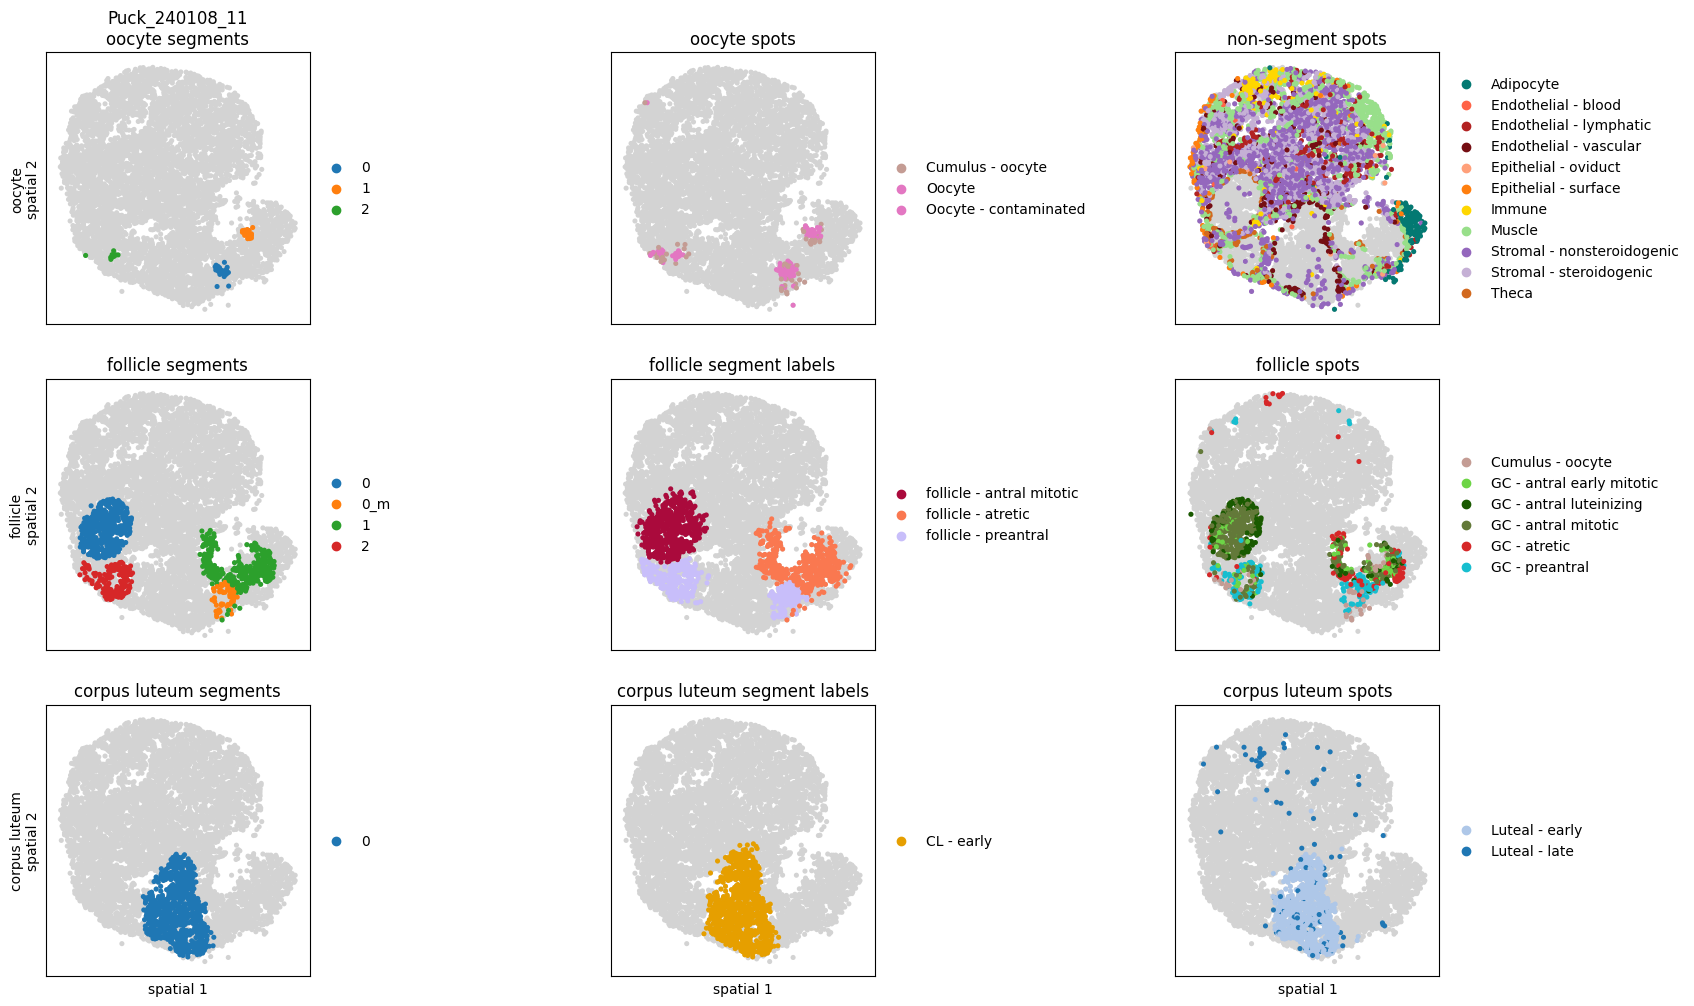 Puck_240108_11
oocyte segments
oocyte
spatial 2
0
1
2
oocyte spots
Cumulus - oocyte
Oocyte
Oocyte - contaminated
non-segment spots
Adipocyte
Endothelial - blood
Endothelial - lymphatic
Endothelial - vascular
Epithelial - oviduct
Epithelial - surface
Immune
Muscle
Stromal - nonsteroidogenic
Stromal - steroidogenic
Theca
follicle segments
follicle
spatial 2
0
0_m
1
2
follicle segment labels
follicle - antral mitotic
follicle - atretic
follicle - preantral
follicle spots
Cumulus - oocyte
GC - antral early mitotic
GC - antral luteinizing
GC - antral mitotic
GC - atretic
GC - preantral
corpus luteum segments
corpus luteum
spatial 2
spatial 1
0
corpus luteum segment labels
spatial 1
CL - early
corpus luteum spots
spatial 1
Luteal - early
Luteal - late